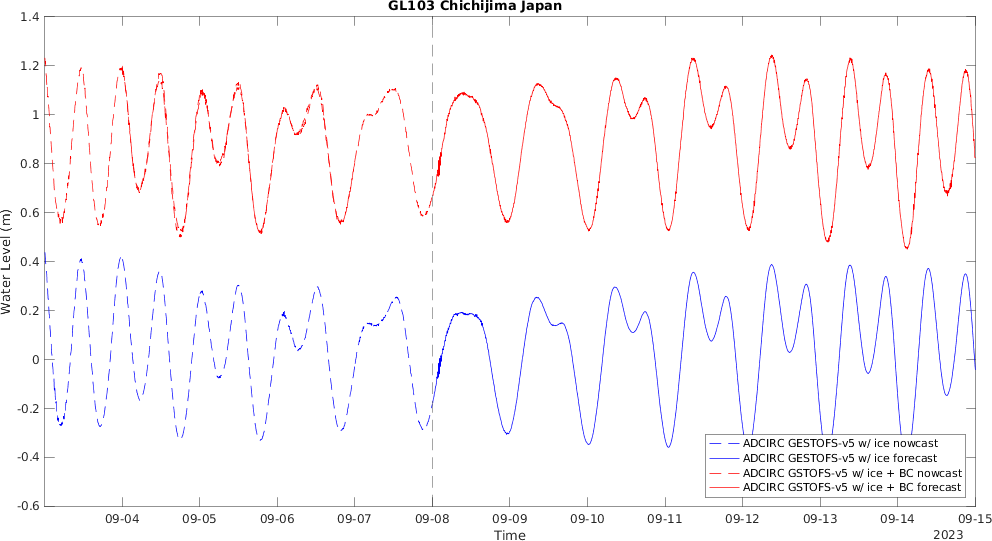 GL103 Chichijima Japan
1.4
1.2
1
0.8
0.6
0.4
0.2
0
-0.2
-0.4
-0.6
Water Level (m)
ADCIRC GESTOFS-v5 w/ ice nowcast
ADCIRC GESTOFS-v5 w/ ice forecast
ADCIRC GSTOFS-v5 w/ ice + BC nowcast
ADCIRC GSTOFS-v5 w/ ice + BC forecast
09-04 09-05 09-06 09-07 09-08 09-09 09-10 09-11 09-12 09-13 09-14 09-15
Time
2023